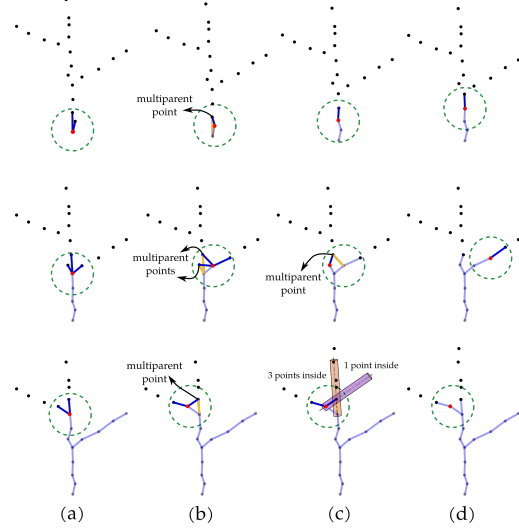 multiparent
point
multiparent
points
multiparent
point
multiparent
point
3 points inside
1 point inside
(a)
(b)
(c)
(d)